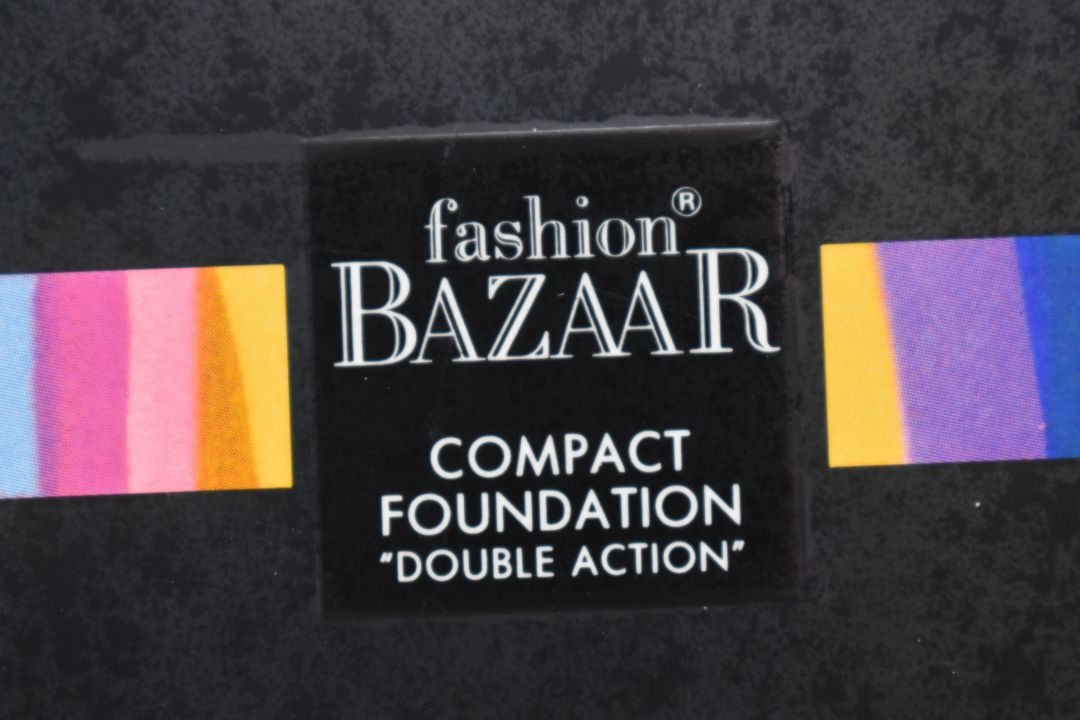 fashion®
BAZAAR
COMPACT
FOUNDATION
"DOUBLE ACTION"